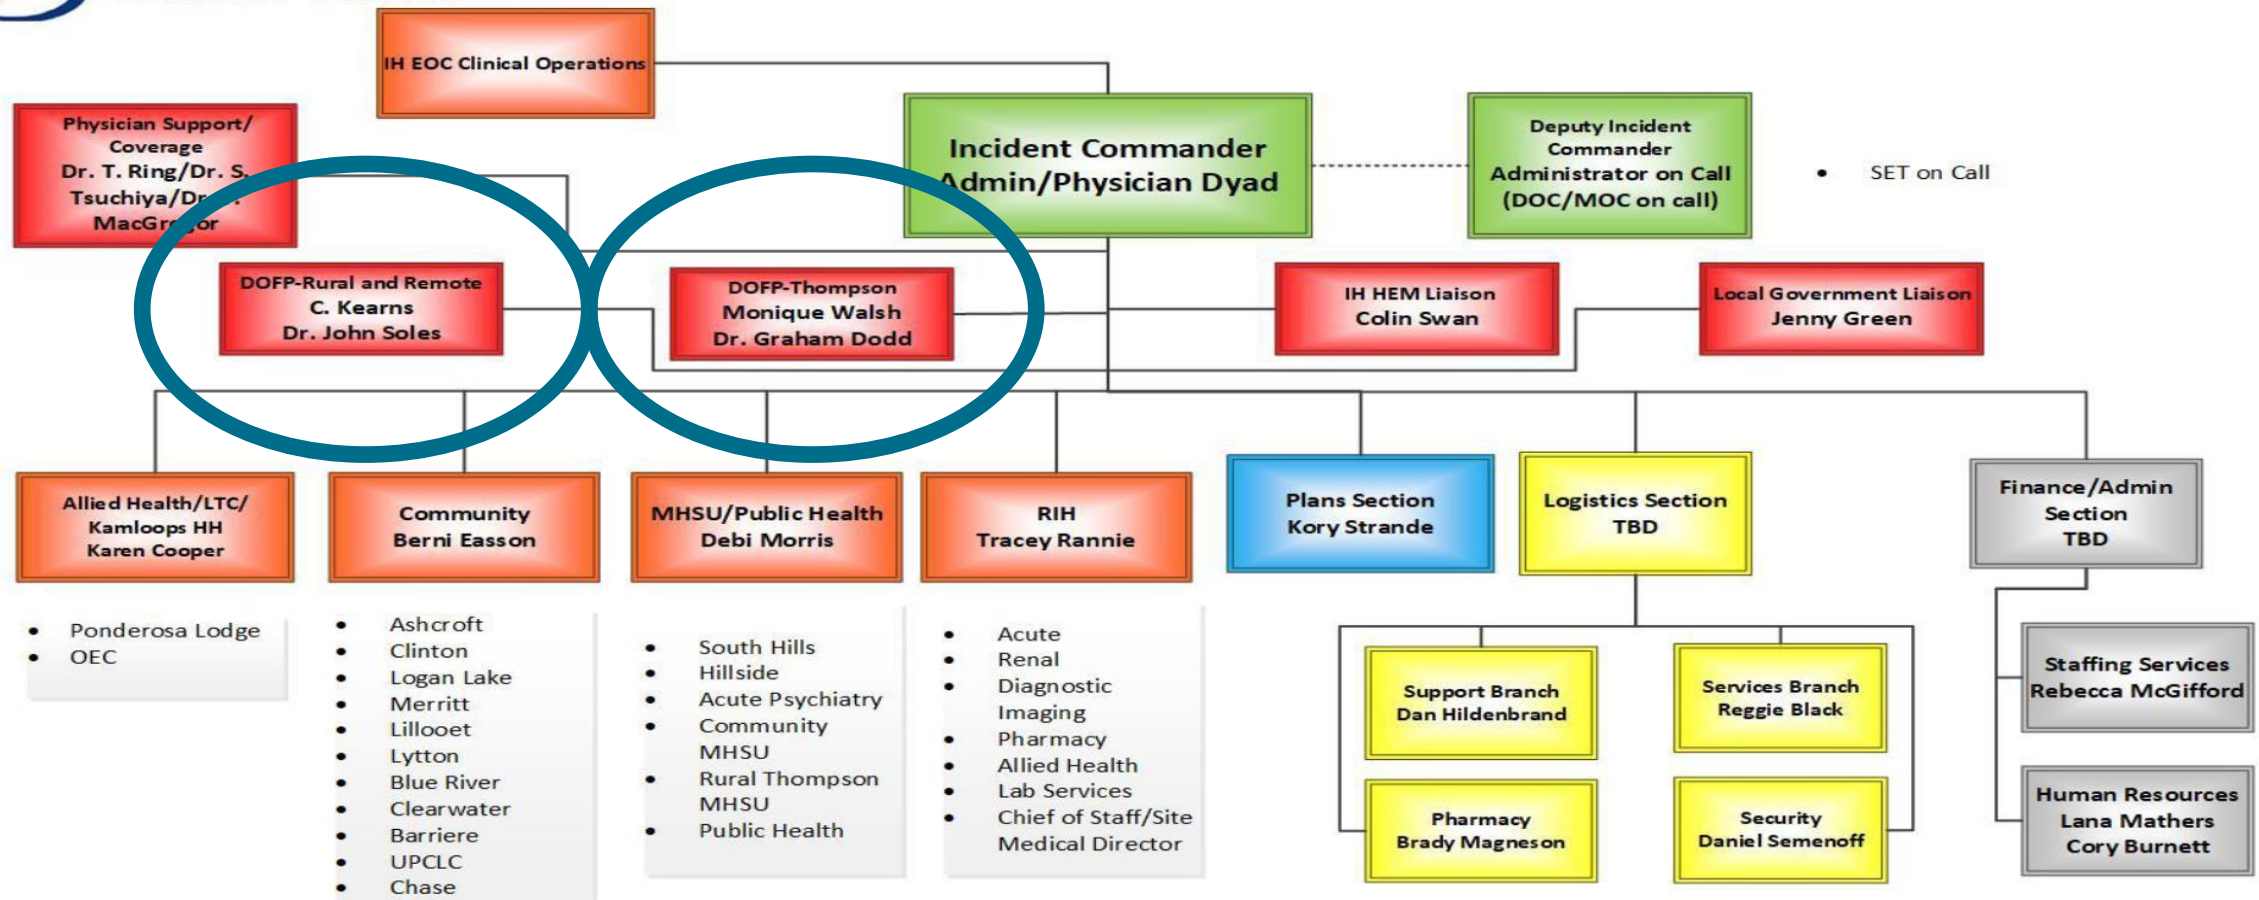 IH EOC Clinical Operations
Physician Support/
Coverage
Dr. T. Ring/Dr. S.
Tsuchiya/Dr.
MacGregor
Incident Commander
Admin/Physician Dyad
Deputy Incident
Commander
Administrator on Call
(DOC/MOC on call)
• SET on Call
DOFP-Rural and Remote
C. Kearns
Dr. John Soles
DOFP-Thompson
Monique Walsh
Dr. Graham Dodd
IH HEM Liaison
Colin Swan
Local Government Liaison
Jenny Green
Allied Health/LTC/
Kamloops HH
Karen Cooper
Community
Berni Easson
MHSU/Public Health
Debi Morris
RIH
Tracey Rannie
Plans Section
Kory Strande
Logistics Section
TBD
Finance/Admin
Section
TBD
• Ponderosa Lodge
• OEC
• Ashcroft
• Clinton
• Logan Lake
• Merritt
• Lillooet
• Lytton
• Blue River
• Clearwater
• Barriere
• UPCLC
• Chase
• South Hills
• Hillside
• Acute Psychiatry
• Community
MHSU
• Rural Thompson
MHSU
• Public Health
• Acute
• Renal
• Diagnostic
Imaging
• Pharmacy
• Allied Health
• Lab Services
• Chief of Staff/Site
Medical Director
Support Branch
Dan Hildenbrand
Services Branch
Reggie Black
Pharmacy
Brady Magneson
Security
Daniel Semenoff
Staffing Services
Rebecca McGifford
Human Resources
Lana Mathers
Cory Burnett